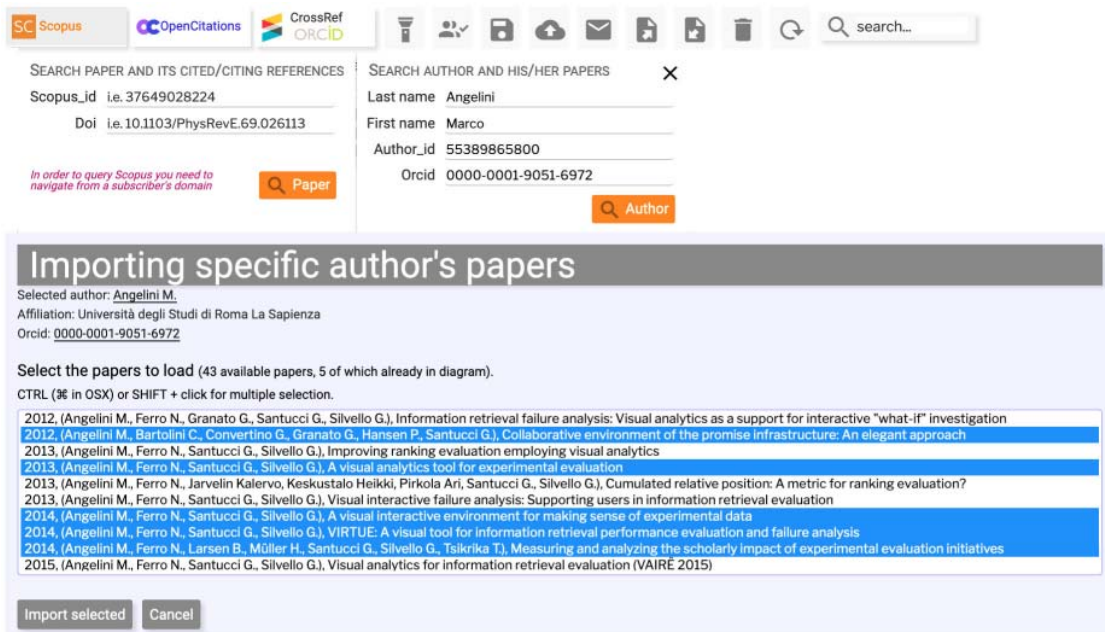 SC Scopus
OpenCitations
CrossRef
ORCID
search...
SEARCH PAPER AND ITS CITED/CITING REFERENCES
Scopus_id i.e. 37649028224
Doi i.e. 10.1103/PhysRevE.69.026113
In order to query Scopus you need to
navigate from a subscriber's domain
Paper
SEARCH AUTHOR AND HIS/HER PAPERS
Last name Angelini
First name Marco
Author_id 55389865800
Orcid 0000-0001-9051-6972
Author
Importing specific author's papers
Selected author: Angelini M.
Affiliation: Università degli Studi di Roma La Sapienza
Orcid: 0000-0001-9051-6972
Select the papers to load (43 available papers, 5 of which already in diagram).
CTRL (⌘ in OSX) or SHIFT + click for multiple selection.
2012, (Angelini M., Ferro N., Granato G., Santucci G., Silvello G.), Information retrieval failure analysis: Visual analytics as a support for interactive "what-if" investigation
2012, (Angelini M., Bartolini C., Convertino G., Granato G., Hansen P., Santucci G.), Collaborative environment of the promise infrastructure: An elegant approach
2013, (Angelini M., Ferro N., Santucci G., Silvello G.), Improving ranking evaluation employing visual analytics
2013, (Angelini M., Ferro N., Santucci G., Silvello G.), A visual analytics tool for experimental evaluation
2013, (Angelini M., Ferro N., Jarvelin Kalervo, Keskustalo Heikki, Pirkola Ari, Santucci G., Silvello G.), Cumulated relative position: A metric for ranking evaluation?
2013, (Angelini M., Ferro N., Santucci G., Silvello G.), Visual interactive failure analysis: Supporting users in information retrieval evaluation
2014, (Angelini M., Ferro N., Santucci G., Silvello G.), A visual interactive environment for making sense of experimental data
2014, (Angelini M., Ferro N., Santucci G., Silvello G.), VIRTUE: A visual tool for information retrieval performance evaluation and failure analysis
2014, (Angelini M., Ferro N., Larsen B., Müller H., Santucci G., Silvello G., Tsikrika T.), Measuring and analyzing the scholarly impact of experimental evaluation initiatives
2015, (Angelini M., Ferro N., Santucci G., Silvello G.), Visual analytics for information retrieval evaluation (VAIRË 2015)
Import selected
Cancel